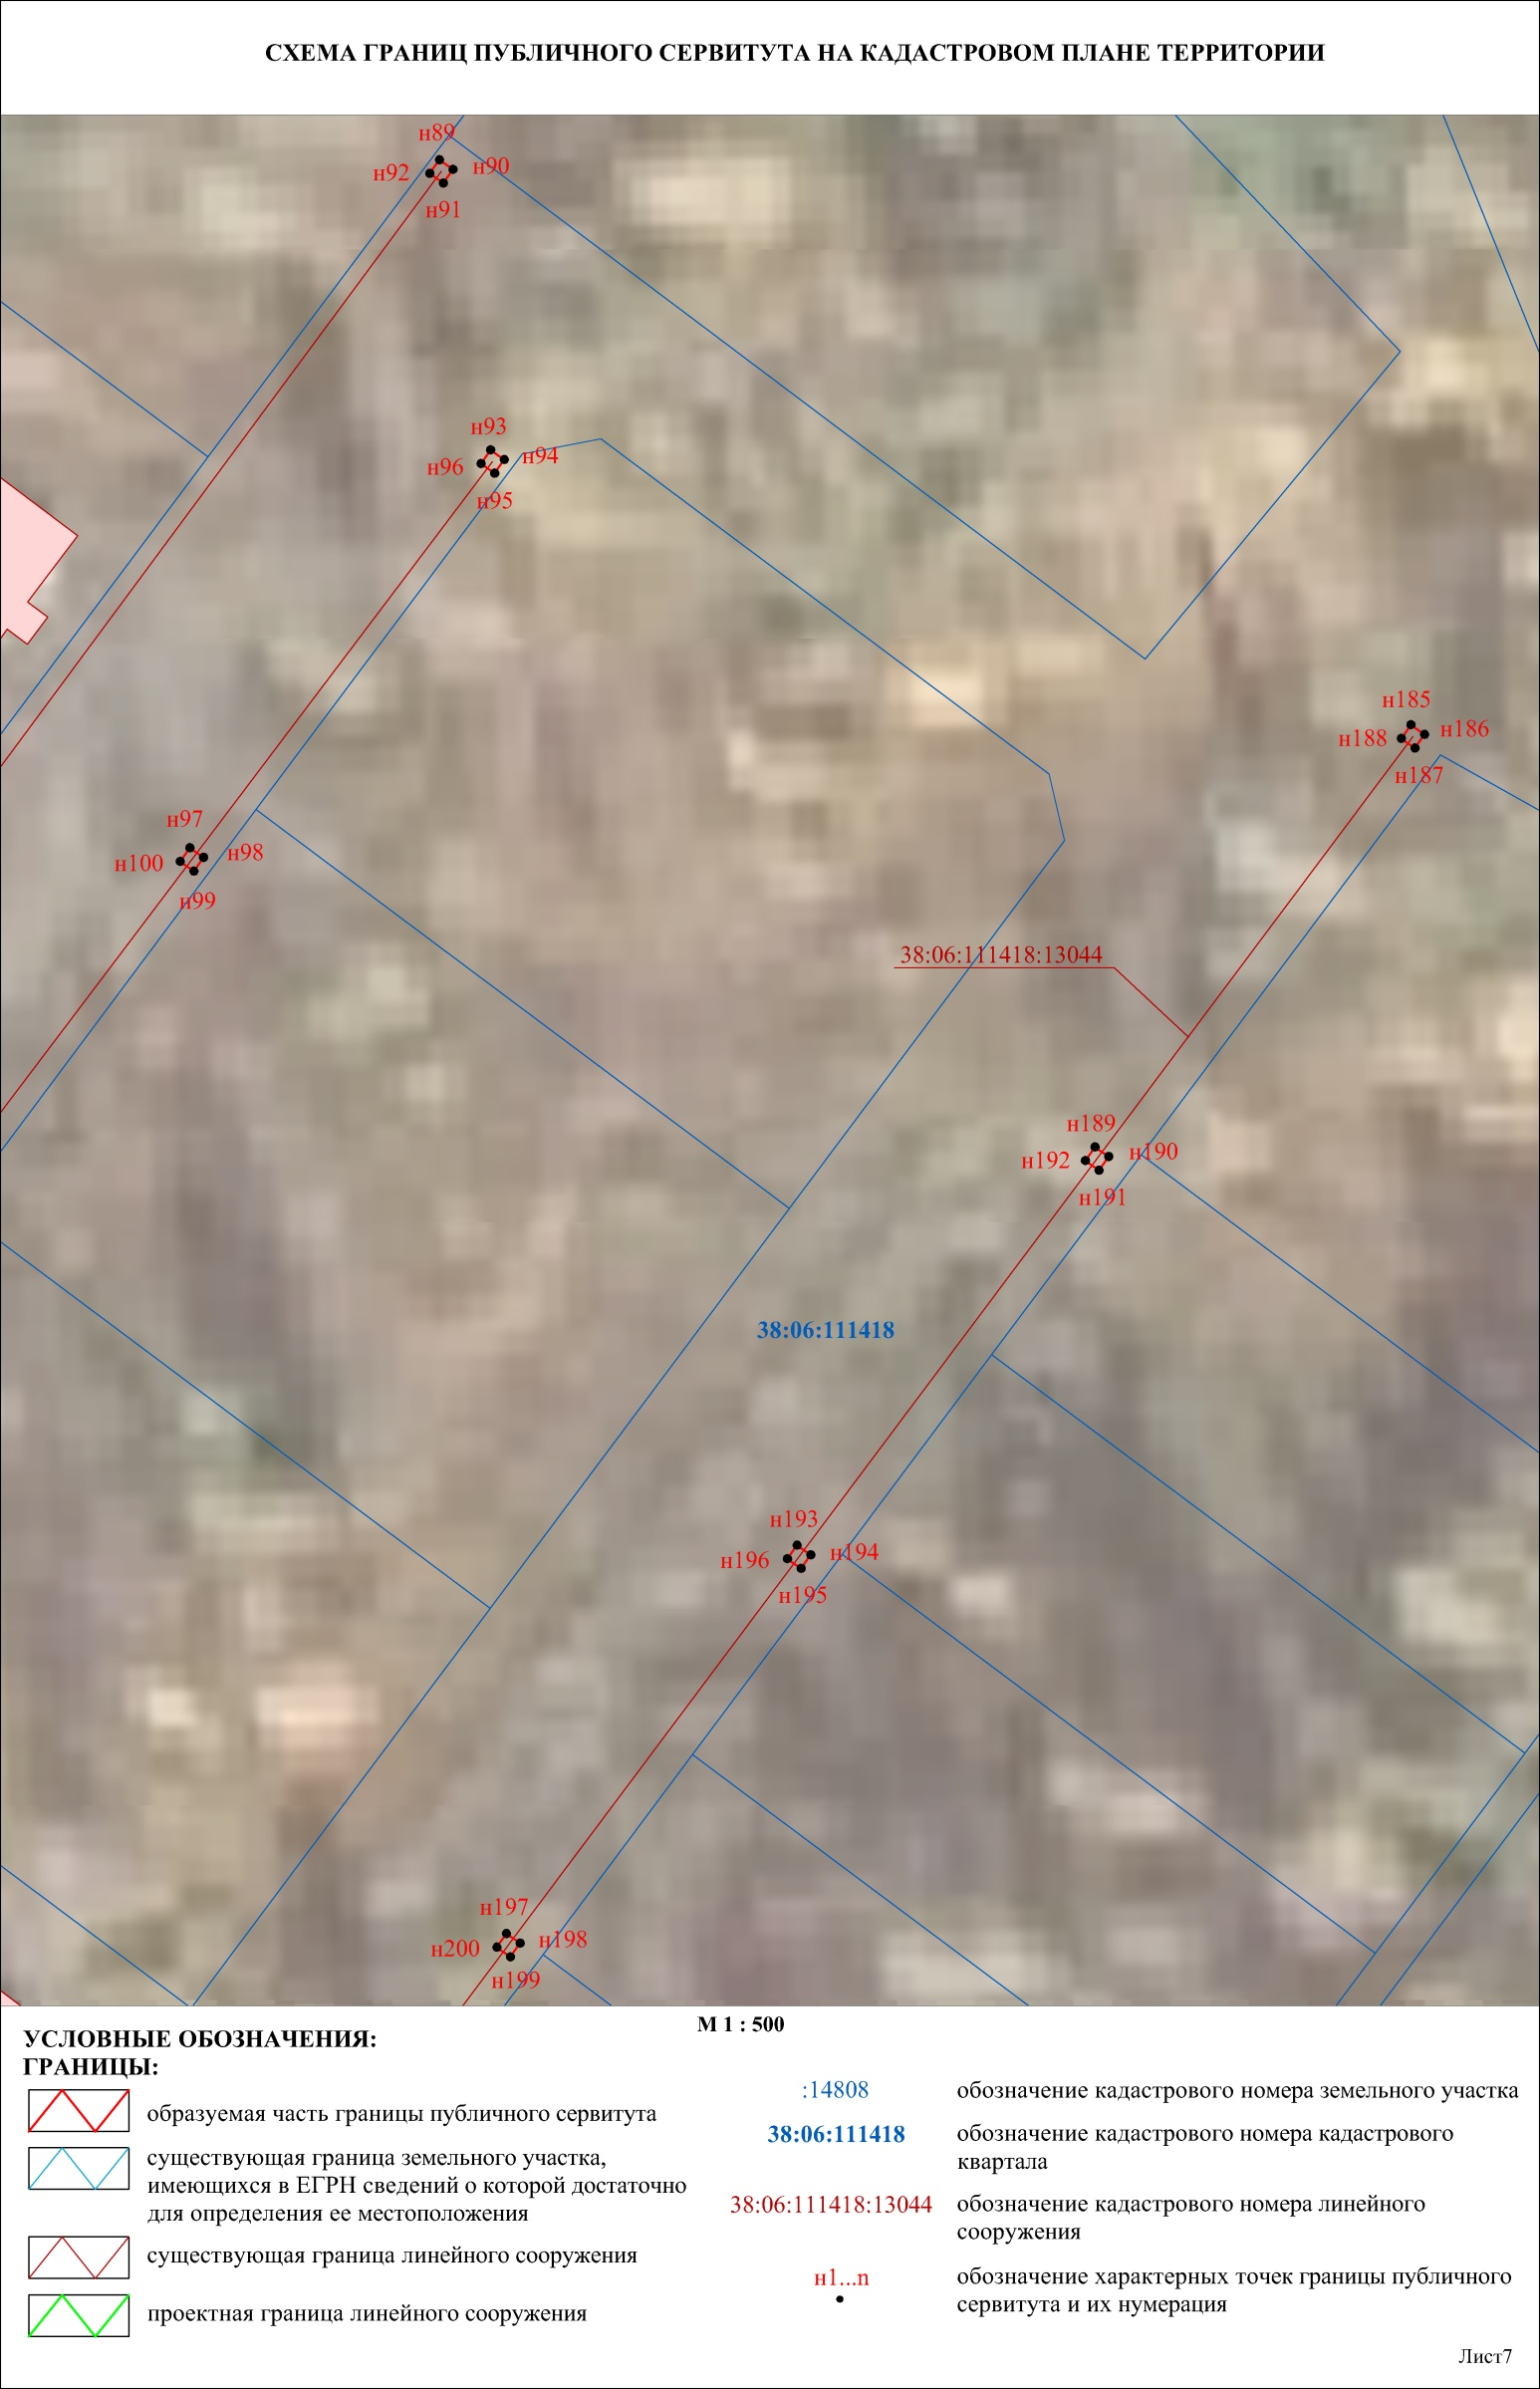 СХЕМА ГРАНИЦ ПУБЛИЧНОГО СЕРВИТУТА НА КАДАСТРОВОМ ПЛАНЕ ТЕРРИТОРИИ
н89
н92
н90
н91
н93
н96
н94
н95
н185
н188
н186
н187
н97
н100
н98
н99
38:06:111418:13044
н189
н192
н190
н191
38:06:111418
н193
н196
н194
н195
н197
н200
н198
н199
М 1 : 500
УСЛОВНЫЕ ОБОЗНАЧЕНИЯ:
ГРАНИЦЫ:
образуемая часть границы публичного сервитута
существующая граница земельного участка,
имеющихся в ЕГРН сведений о которой достаточно
для определения ее местоположения
существующая граница линейного сооружения
проектная граница линейного сооружения
:14808
обозначение кадастрового номера земельного участка
38:06:111418
обозначение кадастрового номера кадастрового
квартала
38:06:111418:13044
обозначение кадастрового номера линейного
сооружения
н1...n
обозначение характерных точек границы публичного
сервитута и их нумерация
Лист7